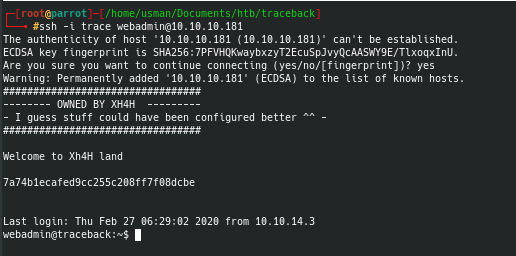 ┌─[root@parrot]─[/home/usman/Documents/htb/traceback]
└──╼ #ssh -i trace webadmin@10.10.10.181
The authenticity of host '10.10.10.181 (10.10.10.181)' can't be established.
ECDSA key fingerprint is SHA256:7PFVHQKwaybxzyT2EcuSpJvyQcAASWY9E/TlxoqxInU.
Are you sure you want to continue connecting (yes/no/[fingerprint])? yes
Warning: Permanently added '10.10.10.181' (ECDSA) to the list of known hosts.
#################################
-------- OWNED BY XH4H  ---------
- I guess stuff could have been configured better ^^ -
#################################
Welcome to Xh4H land
7a74b1ecafed9cc255c208ff7f08dcbe
Last login: Thu Feb 27 06:29:02 2020 from 10.10.14.3
webadmin@traceback:~$